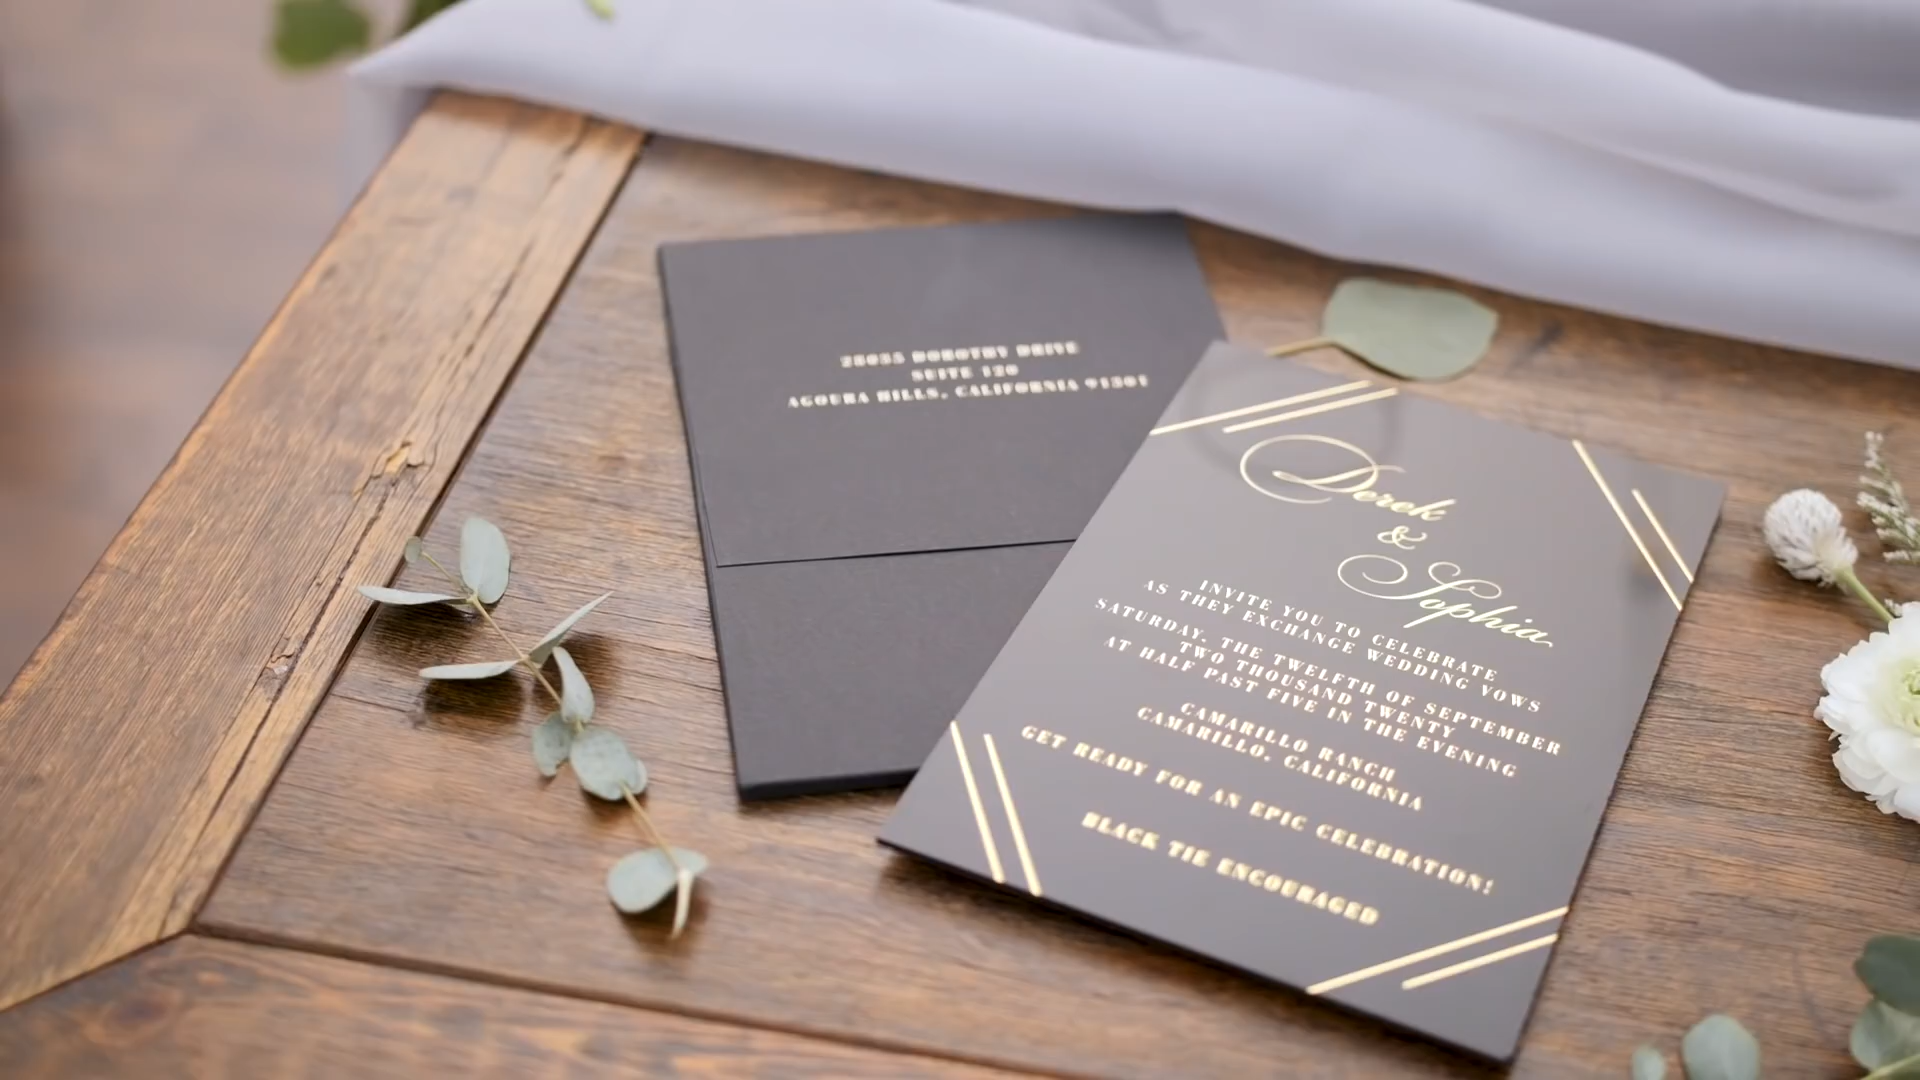 28035 DOROTHY DRIVE
SUITE 120
AGOURA HILLS, CALIFORNIA 91301
Derek
&
Sophia
INVITE YOU TO CELEBRATE
AS THEY EXCHANGE WEDDING VOWS
SATURDAY, THE TWELFTH OF SEPTEMBER
TWO THOUSAND TWENTY
AT HALF PAST FIVE IN THE EVENING
CAMARILLO RANCH
CAMARILLO, CALIFORNIA
GET READY FOR AN EPIC CELEBRATION!
BLACK TIE ENCOURAGED